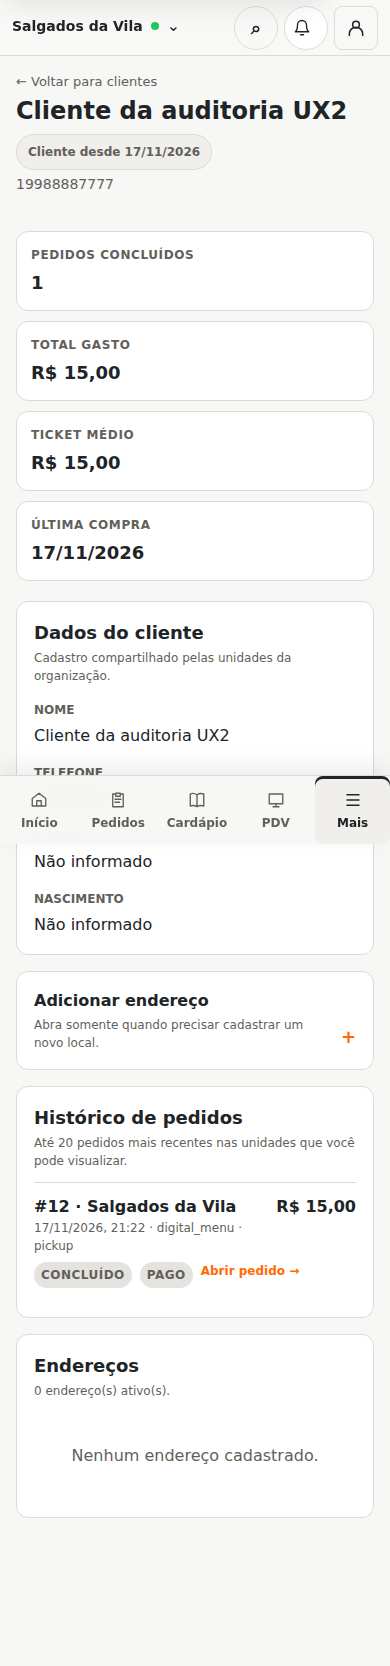 Salgados da Vila
← Voltar para clientes
Cliente da auditoria UX2
Cliente desde 17/11/2026
19988887777
PEDIDOS CONCLUÍDOS
1
TOTAL GASTO
R$ 15,00
TICKET MÉDIO
R$ 15,00
ÚLTIMA COMPRA
17/11/2026
Dados do cliente
Cadastro compartilhado pelas unidades da
organização.
NOME
Cliente da auditoria UX2
TELEFONE
Início Pedidos Cardápio PDV Mais
Não informado
NASCIMENTO
Não informado
Adicionar endereço
Abra somente quando precisar cadastrar um
novo local.
+
Histórico de pedidos
Até 20 pedidos mais recentes nas unidades que você
pode visualizar.
#12 · Salgados da Vila R$ 15,00
17/11/2026, 21:22 · digital_menu ·
pickup
CONCLUÍDO PAGO Abrir pedido →
Endereços
0 endereço(s) ativo(s).
Nenhum endereço cadastrado.